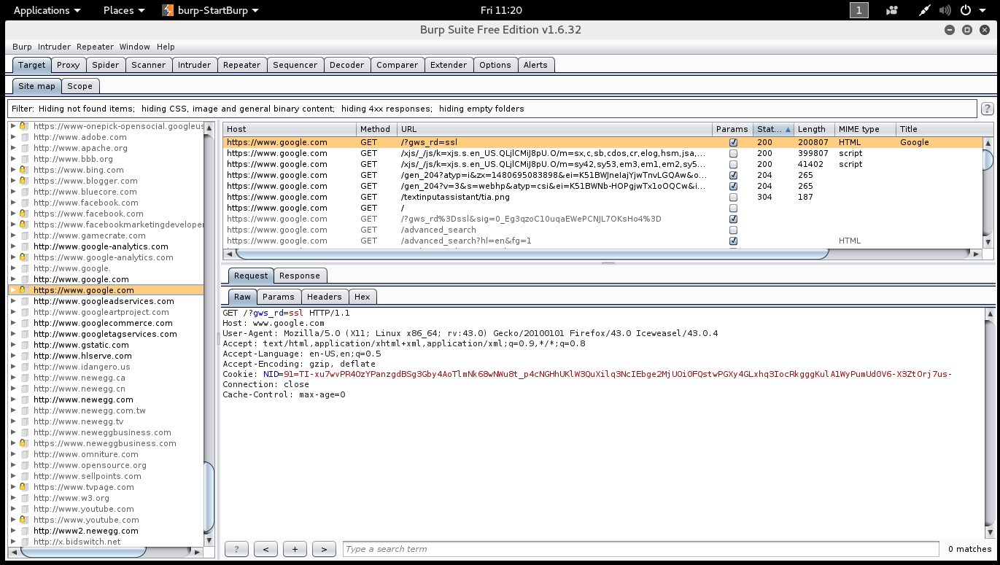 Applications Places burp-StartBurp Fri 11:20 1
Burp Suite Free Edition v1.6.32
Burp Intruder Repeater Window Help
Target Proxy Spider Scanner Intruder Repeater Sequencer Decoder Comparer Extender Options Alerts
Site map Scope
Filter: Hiding not found items; hiding CSS, image and general binary content; hiding 4xx responses; hiding empty folders ?
https://www-onepick-opensocial.googleus
http://www.adobe.com
http://www.apache.org
http://www.bbb.org
https://www.bing.com
https://www.blogger.com
http://www.bluecore.com
http://www.facebook.com
https://www.facebook.com
https://www.facebookmarketingdeveloper
http://www.gamecrate.com
http://www.google-analytics.com
https://www.google-analytics.com
http://www.google.
http://www.google.com
https://www.google.com
http://www.googleadservices.com
http://www.googleartproject.com
http://www.googlecommerce.com
http://www.googletagservices.com
http://www.gstatic.com
http://www.hlserve.com
http://www.idangero.us
http://www.newegg.ca
http://www.newegg.cn
http://www.newegg.com
http://www.newegg.com.tw
http://www.newegg.tv
http://www.neweggbusiness.com
https://www.neweggbusiness.com
http://www.omniture.com
http://www.opensource.org
http://www.sellpoints.com
https://www.tvpage.com
http://www.w3.org
http://www.youtube.com
https://www.youtube.com
http://www2.newegg.com
http://x.bidswitch.net
Host Method URL Params Stat... Length MIME type Title
https://www.google.com GET /?gws_rd=ssl 200 200807 HTML Google
https://www.google.com GET /xjs/_/js/k=xjs.s.en_US.QLjlCMiJ8pU.O/m=sx,c,sb,cdos,cr,elog,hsm,jsa,... 200 399807 script
https://www.google.com GET /xjs/_/js/k=xjs.s.en_US.QLjlCMiJ8pU.O/m=sy42,sy53,em3,em1,em2,sy5... 200 41402 script
https://www.google.com GET /gen_204?atyp=i&zx=1480695083898&ei=K51BWJnelajYjwTnvLGQAw&o... 204 265
https://www.google.com GET /gen_204?v=3&s=webhp&atyp=csi&ei=K51BWNb-HOPgjwTx1oOQCw&i... 204 265
https://www.google.com GET /textinputassistant/tia.png 304 187
https://www.google.com GET /
https://www.google.com GET /?gws_rd%3Dssl&sig=0_Eg3qzoC10uqaEWePCNJL7OKsHo4%3D
https://www.google.com GET /advanced_search
https://www.google.com GET /advanced_search?hl=en&fg=1 HTML
Request Response
Raw Params Headers Hex
GET /?gws_rd=ssl HTTP/1.1
Host: www.google.com
User-Agent: Mozilla/5.0 (X11; Linux x86_64; rv:43.0) Gecko/20100101 Firefox/43.0 Iceweasel/43.0.4
Accept: text/html,application/xhtml+xml,application/xml;q=0.9,*/*;q=0.8
Accept-Language: en-US,en;q=0.5
Accept-Encoding: gzip, deflate
Cookie: NID=91=TI-xu7wvPR4OzYPanzgdBSg3Gby4AoTlmNk68wNWu8t_p4cNGHhUKlW3QuXilq3NcIEbge2MjUOi0FQstwPGXy4GLxhq3IocRkgggKulA1WyPumUd0V6-X3ZtOrj7us-
Connection: close
Cache-Control: max-age=0
? < + > Type a search term 0 matches